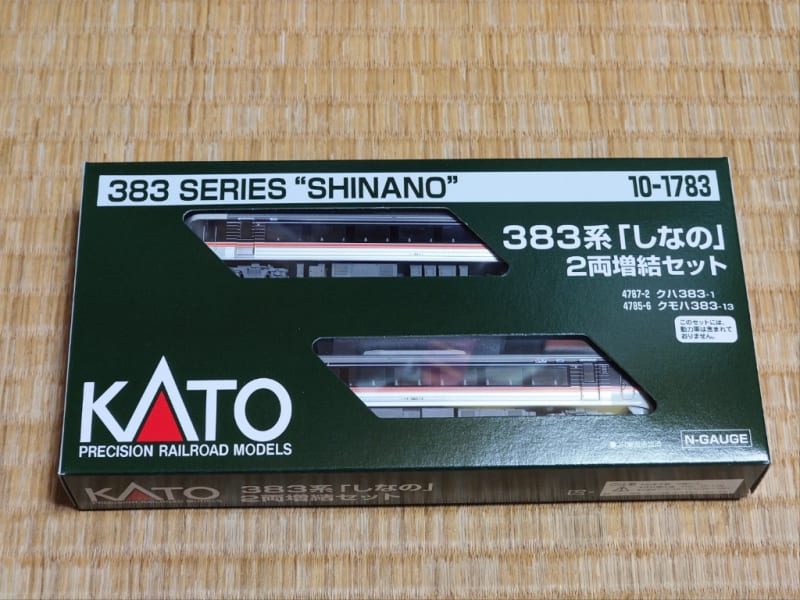 383 SERIES "SHINANO"
10-1783
383系「しなの」
2両増結セット
4787-2 クハ383-1
4785-6 クモハ383-13
このセットには、
動力車は含まれて
おりません。
KATO
PRECISION RAILROAD MODELS
N-GAUGE
KATO
383系「しなの」
2両増結セット